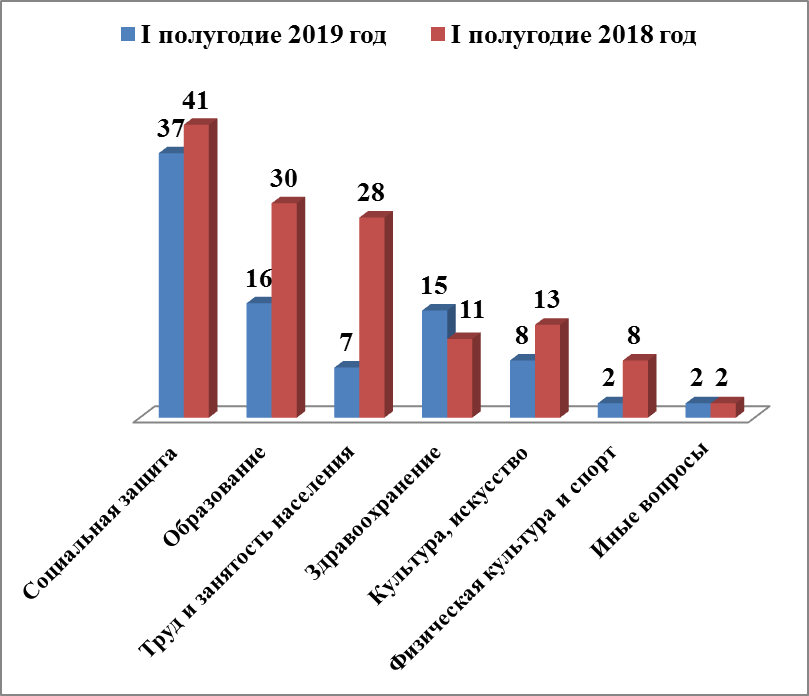 I полугодие 2019 год I полугодие 2018 год
37 41
16 30
7 28
15 11
8 13
2 8
2 2
Социальная защита
Образование
Труд и занятость населения
Здравоохранение
Культура, искусство
Физическая культура и спорт
Иные вопросы